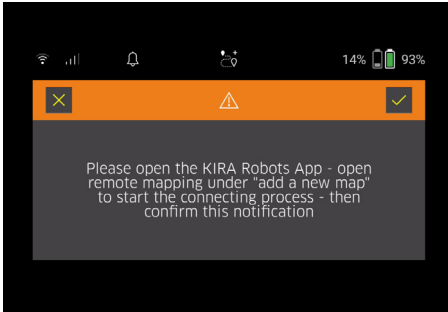 14% 93%
Please open the KIRA Robots App - open
remote mapping under "add a new map"
to start the connecting process - then
confirm this notification